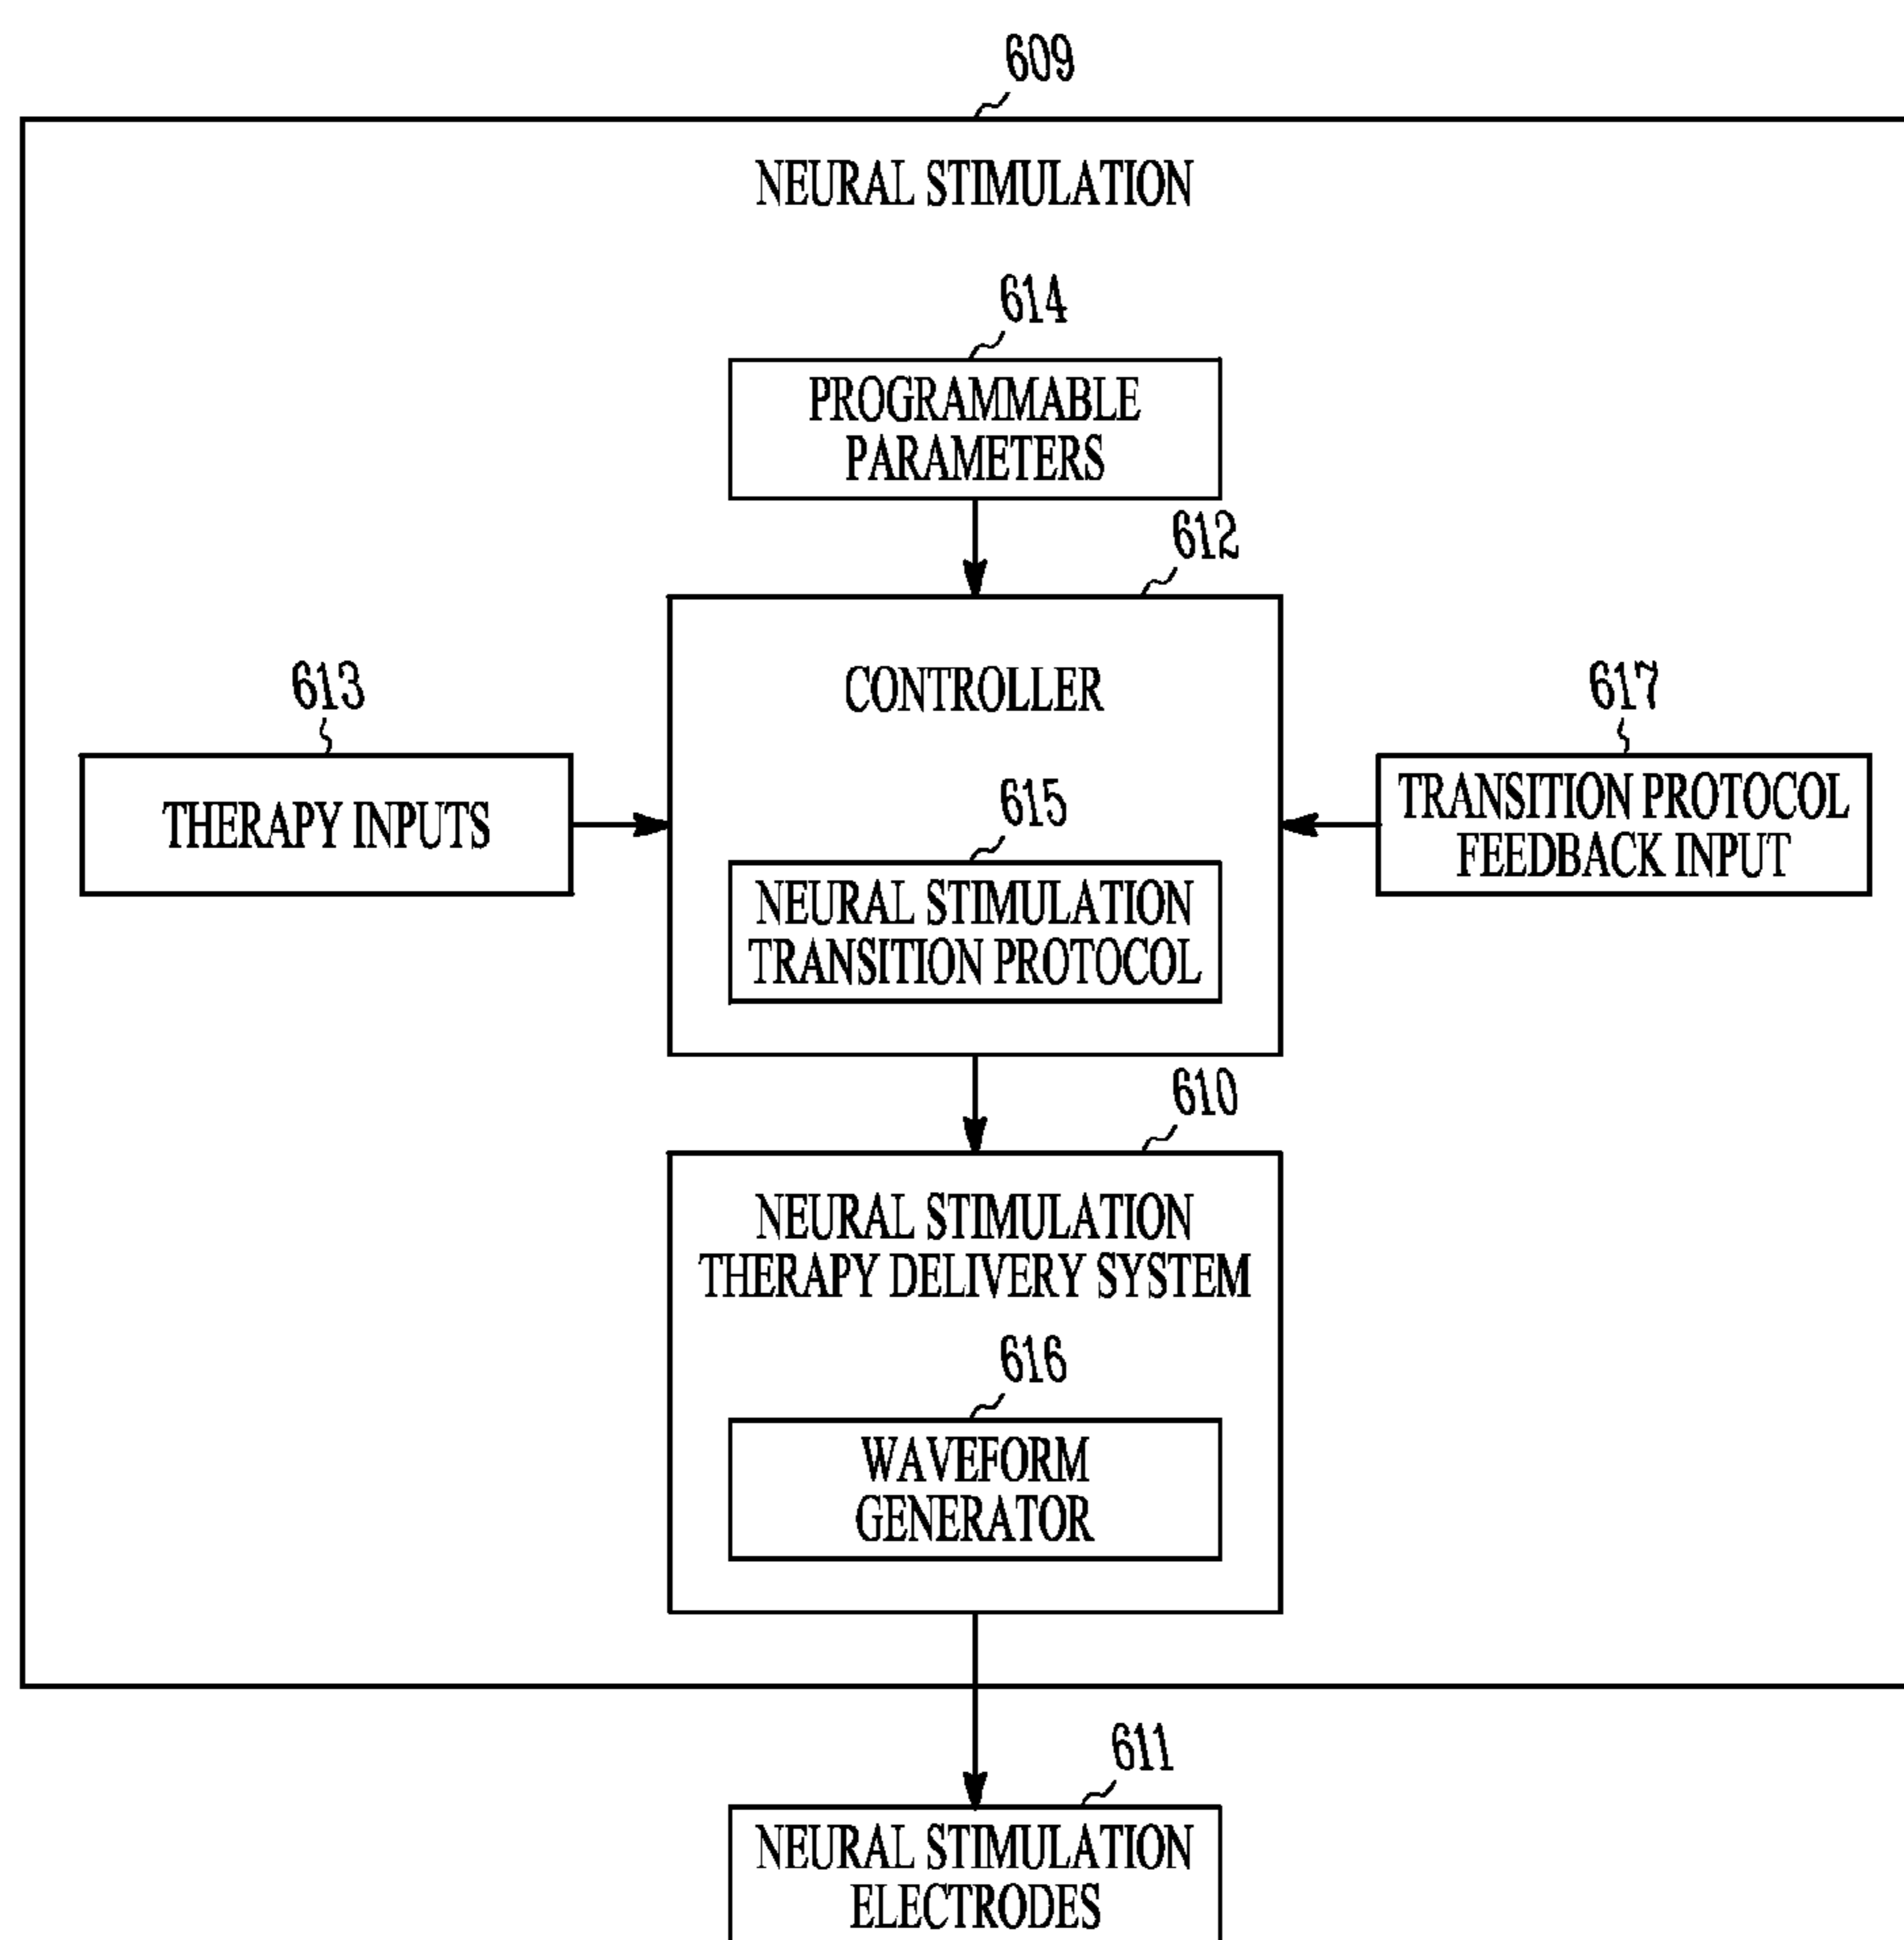 609
NEURAL STIMULATION
614
PROGRAMMABLE
PARAMETERS
612
CONTROLLER
613
THERAPY INPUTS
617
TRANSITION PROTOCOL
FEEDBACK INPUT
615
NEURAL STIMULATION
TRANSITION PROTOCOL
610
NEURAL STIMULATION
THERAPY DELIVERY SYSTEM
616
WAVEFORM
GENERATOR
611
NEURAL STIMULATION
ELECTRODES